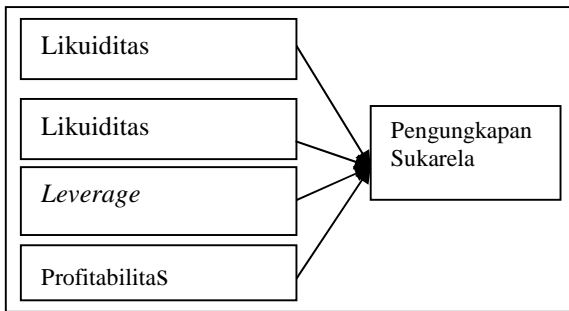 Likuiditas
Likuiditas
Leverage
Profitabilitas
Pengungkapan
Sukarela